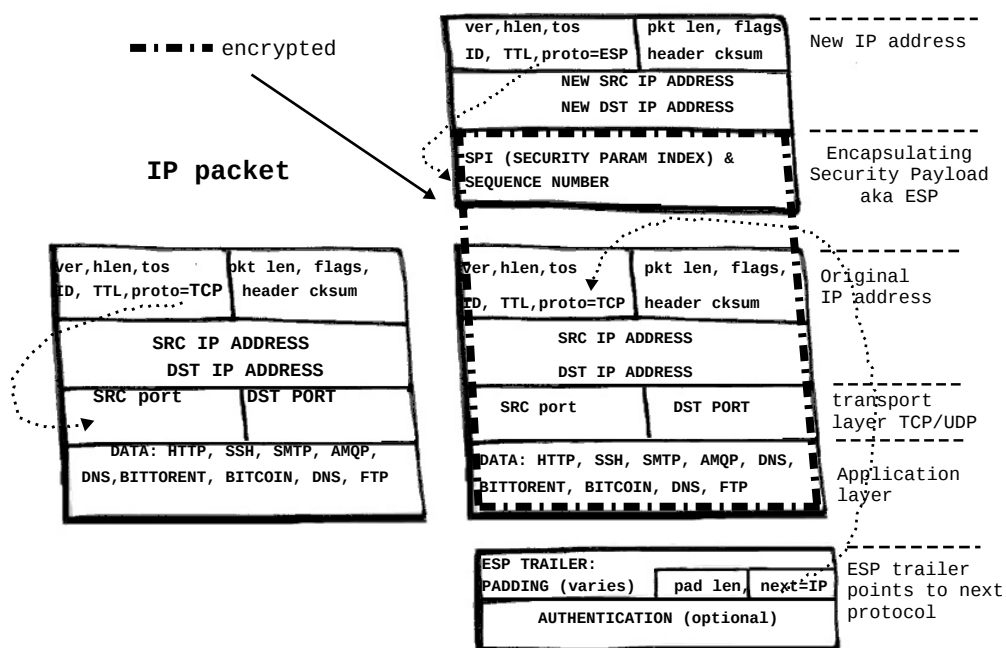 encrypted
IP packet
ver,hlen,tos
pkt len, flags,
ID, TTL,proto=TCP
header cksum
SRC IP ADDRESS
DST IP ADDRESS
SRC port
DST PORT
DATA: HTTP, SSH, SMTP, AMQP,
DNS,BITTORENT, BITCOIN, DNS, FTP
ver,hlen,tos
pkt len, flags
ID, TTL,proto=ESP
header cksum
NEW SRC IP ADDRESS
NEW DST IP ADDRESS
SPI (SECURITY PARAM INDEX) &
SEQUENCE NUMBER
ver,hlen,tos
pkt len, flags,
ID, TTL,proto=TCP
header cksum
SRC IP ADDRESS
DST IP ADDRESS
SRC port
DST PORT
DATA: HTTP, SSH, SMTP, AMQP, DNS,
BITTORENT, BITCOIN, DNS, FTP
ESP TRAILER:
PADDING (varies)
pad len,
next=IP
AUTHENTICATION (optional)
New IP address
Encapsulating
Security Payload
aka ESP
Original
IP address
transport
layer TCP/UDP
Application
layer
ESP trailer
points to next
protocol